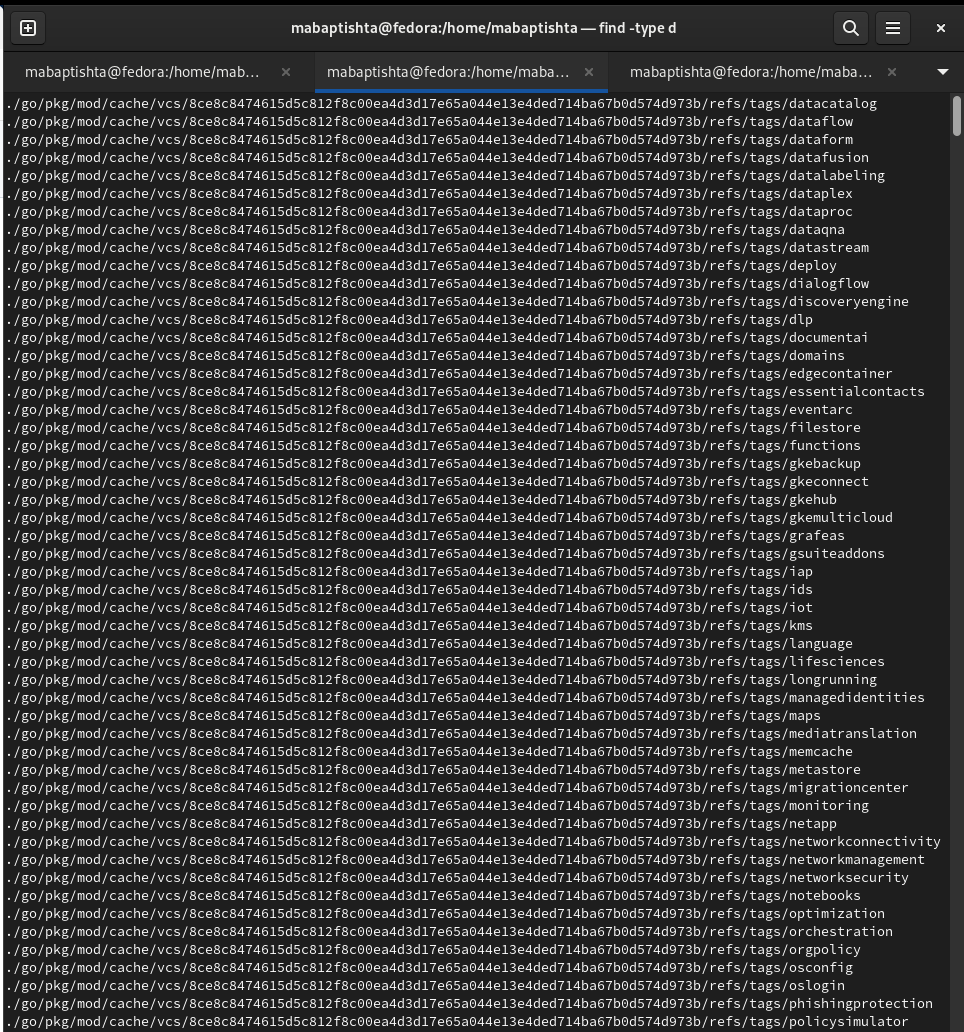 mabaptishta@fedora:/home/mabaptishta — find -type d
mabaptishta@fedora:/home/mab...
mabaptishta@fedora:/home/maba...
mabaptishta@fedora:/home/maba...
./go/pkg/mod/cache/vcs/8ce8c8474615d5c812f8c00ea4d3d17e65a044e13e4ded714ba67b0d574d973b/refs/tags/datacatalog
./go/pkg/mod/cache/vcs/8ce8c8474615d5c812f8c00ea4d3d17e65a044e13e4ded714ba67b0d574d973b/refs/tags/dataflow
./go/pkg/mod/cache/vcs/8ce8c8474615d5c812f8c00ea4d3d17e65a044e13e4ded714ba67b0d574d973b/refs/tags/dataform
./go/pkg/mod/cache/vcs/8ce8c8474615d5c812f8c00ea4d3d17e65a044e13e4ded714ba67b0d574d973b/refs/tags/datafusion
./go/pkg/mod/cache/vcs/8ce8c8474615d5c812f8c00ea4d3d17e65a044e13e4ded714ba67b0d574d973b/refs/tags/datalabeling
./go/pkg/mod/cache/vcs/8ce8c8474615d5c812f8c00ea4d3d17e65a044e13e4ded714ba67b0d574d973b/refs/tags/dataplex
./go/pkg/mod/cache/vcs/8ce8c8474615d5c812f8c00ea4d3d17e65a044e13e4ded714ba67b0d574d973b/refs/tags/dataproc
./go/pkg/mod/cache/vcs/8ce8c8474615d5c812f8c00ea4d3d17e65a044e13e4ded714ba67b0d574d973b/refs/tags/dataqna
./go/pkg/mod/cache/vcs/8ce8c8474615d5c812f8c00ea4d3d17e65a044e13e4ded714ba67b0d574d973b/refs/tags/datastream
./go/pkg/mod/cache/vcs/8ce8c8474615d5c812f8c00ea4d3d17e65a044e13e4ded714ba67b0d574d973b/refs/tags/deploy
./go/pkg/mod/cache/vcs/8ce8c8474615d5c812f8c00ea4d3d17e65a044e13e4ded714ba67b0d574d973b/refs/tags/dialogflow
./go/pkg/mod/cache/vcs/8ce8c8474615d5c812f8c00ea4d3d17e65a044e13e4ded714ba67b0d574d973b/refs/tags/discoveryengine
./go/pkg/mod/cache/vcs/8ce8c8474615d5c812f8c00ea4d3d17e65a044e13e4ded714ba67b0d574d973b/refs/tags/dlp
./go/pkg/mod/cache/vcs/8ce8c8474615d5c812f8c00ea4d3d17e65a044e13e4ded714ba67b0d574d973b/refs/tags/documentai
./go/pkg/mod/cache/vcs/8ce8c8474615d5c812f8c00ea4d3d17e65a044e13e4ded714ba67b0d574d973b/refs/tags/domains
./go/pkg/mod/cache/vcs/8ce8c8474615d5c812f8c00ea4d3d17e65a044e13e4ded714ba67b0d574d973b/refs/tags/edgecontainer
./go/pkg/mod/cache/vcs/8ce8c8474615d5c812f8c00ea4d3d17e65a044e13e4ded714ba67b0d574d973b/refs/tags/essentialcontacts
./go/pkg/mod/cache/vcs/8ce8c8474615d5c812f8c00ea4d3d17e65a044e13e4ded714ba67b0d574d973b/refs/tags/eventarc
./go/pkg/mod/cache/vcs/8ce8c8474615d5c812f8c00ea4d3d17e65a044e13e4ded714ba67b0d574d973b/refs/tags/filestore
./go/pkg/mod/cache/vcs/8ce8c8474615d5c812f8c00ea4d3d17e65a044e13e4ded714ba67b0d574d973b/refs/tags/functions
./go/pkg/mod/cache/vcs/8ce8c8474615d5c812f8c00ea4d3d17e65a044e13e4ded714ba67b0d574d973b/refs/tags/gkebackup
./go/pkg/mod/cache/vcs/8ce8c8474615d5c812f8c00ea4d3d17e65a044e13e4ded714ba67b0d574d973b/refs/tags/gkeconnect
./go/pkg/mod/cache/vcs/8ce8c8474615d5c812f8c00ea4d3d17e65a044e13e4ded714ba67b0d574d973b/refs/tags/gkehub
./go/pkg/mod/cache/vcs/8ce8c8474615d5c812f8c00ea4d3d17e65a044e13e4ded714ba67b0d574d973b/refs/tags/gkemulticloud
./go/pkg/mod/cache/vcs/8ce8c8474615d5c812f8c00ea4d3d17e65a044e13e4ded714ba67b0d574d973b/refs/tags/grafeas
./go/pkg/mod/cache/vcs/8ce8c8474615d5c812f8c00ea4d3d17e65a044e13e4ded714ba67b0d574d973b/refs/tags/gsuiteaddons
./go/pkg/mod/cache/vcs/8ce8c8474615d5c812f8c00ea4d3d17e65a044e13e4ded714ba67b0d574d973b/refs/tags/iap
./go/pkg/mod/cache/vcs/8ce8c8474615d5c812f8c00ea4d3d17e65a044e13e4ded714ba67b0d574d973b/refs/tags/ids
./go/pkg/mod/cache/vcs/8ce8c8474615d5c812f8c00ea4d3d17e65a044e13e4ded714ba67b0d574d973b/refs/tags/iot
./go/pkg/mod/cache/vcs/8ce8c8474615d5c812f8c00ea4d3d17e65a044e13e4ded714ba67b0d574d973b/refs/tags/kms
./go/pkg/mod/cache/vcs/8ce8c8474615d5c812f8c00ea4d3d17e65a044e13e4ded714ba67b0d574d973b/refs/tags/language
./go/pkg/mod/cache/vcs/8ce8c8474615d5c812f8c00ea4d3d17e65a044e13e4ded714ba67b0d574d973b/refs/tags/lifesciences
./go/pkg/mod/cache/vcs/8ce8c8474615d5c812f8c00ea4d3d17e65a044e13e4ded714ba67b0d574d973b/refs/tags/longrunning
./go/pkg/mod/cache/vcs/8ce8c8474615d5c812f8c00ea4d3d17e65a044e13e4ded714ba67b0d574d973b/refs/tags/managedidentities
./go/pkg/mod/cache/vcs/8ce8c8474615d5c812f8c00ea4d3d17e65a044e13e4ded714ba67b0d574d973b/refs/tags/maps
./go/pkg/mod/cache/vcs/8ce8c8474615d5c812f8c00ea4d3d17e65a044e13e4ded714ba67b0d574d973b/refs/tags/mediatranslation
./go/pkg/mod/cache/vcs/8ce8c8474615d5c812f8c00ea4d3d17e65a044e13e4ded714ba67b0d574d973b/refs/tags/memcache
./go/pkg/mod/cache/vcs/8ce8c8474615d5c812f8c00ea4d3d17e65a044e13e4ded714ba67b0d574d973b/refs/tags/metastore
./go/pkg/mod/cache/vcs/8ce8c8474615d5c812f8c00ea4d3d17e65a044e13e4ded714ba67b0d574d973b/refs/tags/migrationcenter
./go/pkg/mod/cache/vcs/8ce8c8474615d5c812f8c00ea4d3d17e65a044e13e4ded714ba67b0d574d973b/refs/tags/monitoring
./go/pkg/mod/cache/vcs/8ce8c8474615d5c812f8c00ea4d3d17e65a044e13e4ded714ba67b0d574d973b/refs/tags/netapp
./go/pkg/mod/cache/vcs/8ce8c8474615d5c812f8c00ea4d3d17e65a044e13e4ded714ba67b0d574d973b/refs/tags/networkconnectivity
./go/pkg/mod/cache/vcs/8ce8c8474615d5c812f8c00ea4d3d17e65a044e13e4ded714ba67b0d574d973b/refs/tags/networkmanagement
./go/pkg/mod/cache/vcs/8ce8c8474615d5c812f8c00ea4d3d17e65a044e13e4ded714ba67b0d574d973b/refs/tags/networksecurity
./go/pkg/mod/cache/vcs/8ce8c8474615d5c812f8c00ea4d3d17e65a044e13e4ded714ba67b0d574d973b/refs/tags/notebooks
./go/pkg/mod/cache/vcs/8ce8c8474615d5c812f8c00ea4d3d17e65a044e13e4ded714ba67b0d574d973b/refs/tags/optimization
./go/pkg/mod/cache/vcs/8ce8c8474615d5c812f8c00ea4d3d17e65a044e13e4ded714ba67b0d574d973b/refs/tags/orchestration
./go/pkg/mod/cache/vcs/8ce8c8474615d5c812f8c00ea4d3d17e65a044e13e4ded714ba67b0d574d973b/refs/tags/orgpolicy
./go/pkg/mod/cache/vcs/8ce8c8474615d5c812f8c00ea4d3d17e65a044e13e4ded714ba67b0d574d973b/refs/tags/osconfig
./go/pkg/mod/cache/vcs/8ce8c8474615d5c812f8c00ea4d3d17e65a044e13e4ded714ba67b0d574d973b/refs/tags/oslogin
./go/pkg/mod/cache/vcs/8ce8c8474615d5c812f8c00ea4d3d17e65a044e13e4ded714ba67b0d574d973b/refs/tags/phishingprotection
./go/pkg/mod/cache/vcs/8ce8c8474615d5c812f8c00ea4d3d17e65a044e13e4ded714ba67b0d574d973b/refs/tags/policysimulator